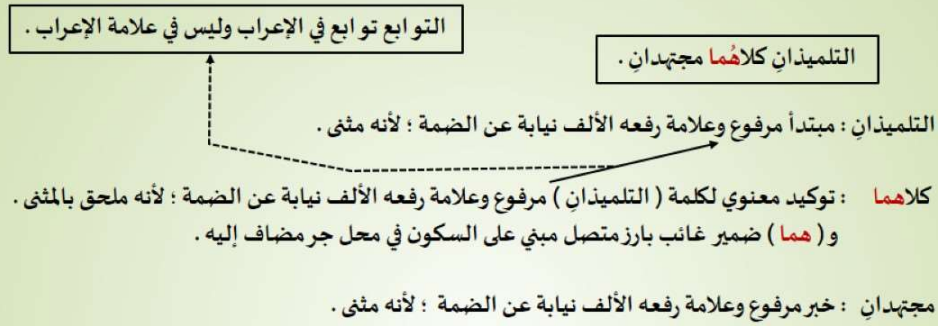 التوابع توابع في الإعراب وليس في علامة الإعراب .
التلميذانِ كلاهُما مجتهدانِ .
التلميذانِ : مبتدأ مرفوع وعلامة رفعه الألف نيابة عن الضمة ؛ لأنه مثنى .
كلاهما : توكيد معنوي لكلمة ( التلميذانِ ) مرفوع وعلامة رفعه الألف نيابة عن الضمة ؛ لأنه ملحق بالمثنى .
و( هما ) ضمير غائب بارز متصل مبني على السكون في محل جر مضاف إليه .
مجتهدانِ : خبر مرفوع وعلامة رفعه الألف نيابة عن الضمة ؛ لأنه مثنى .